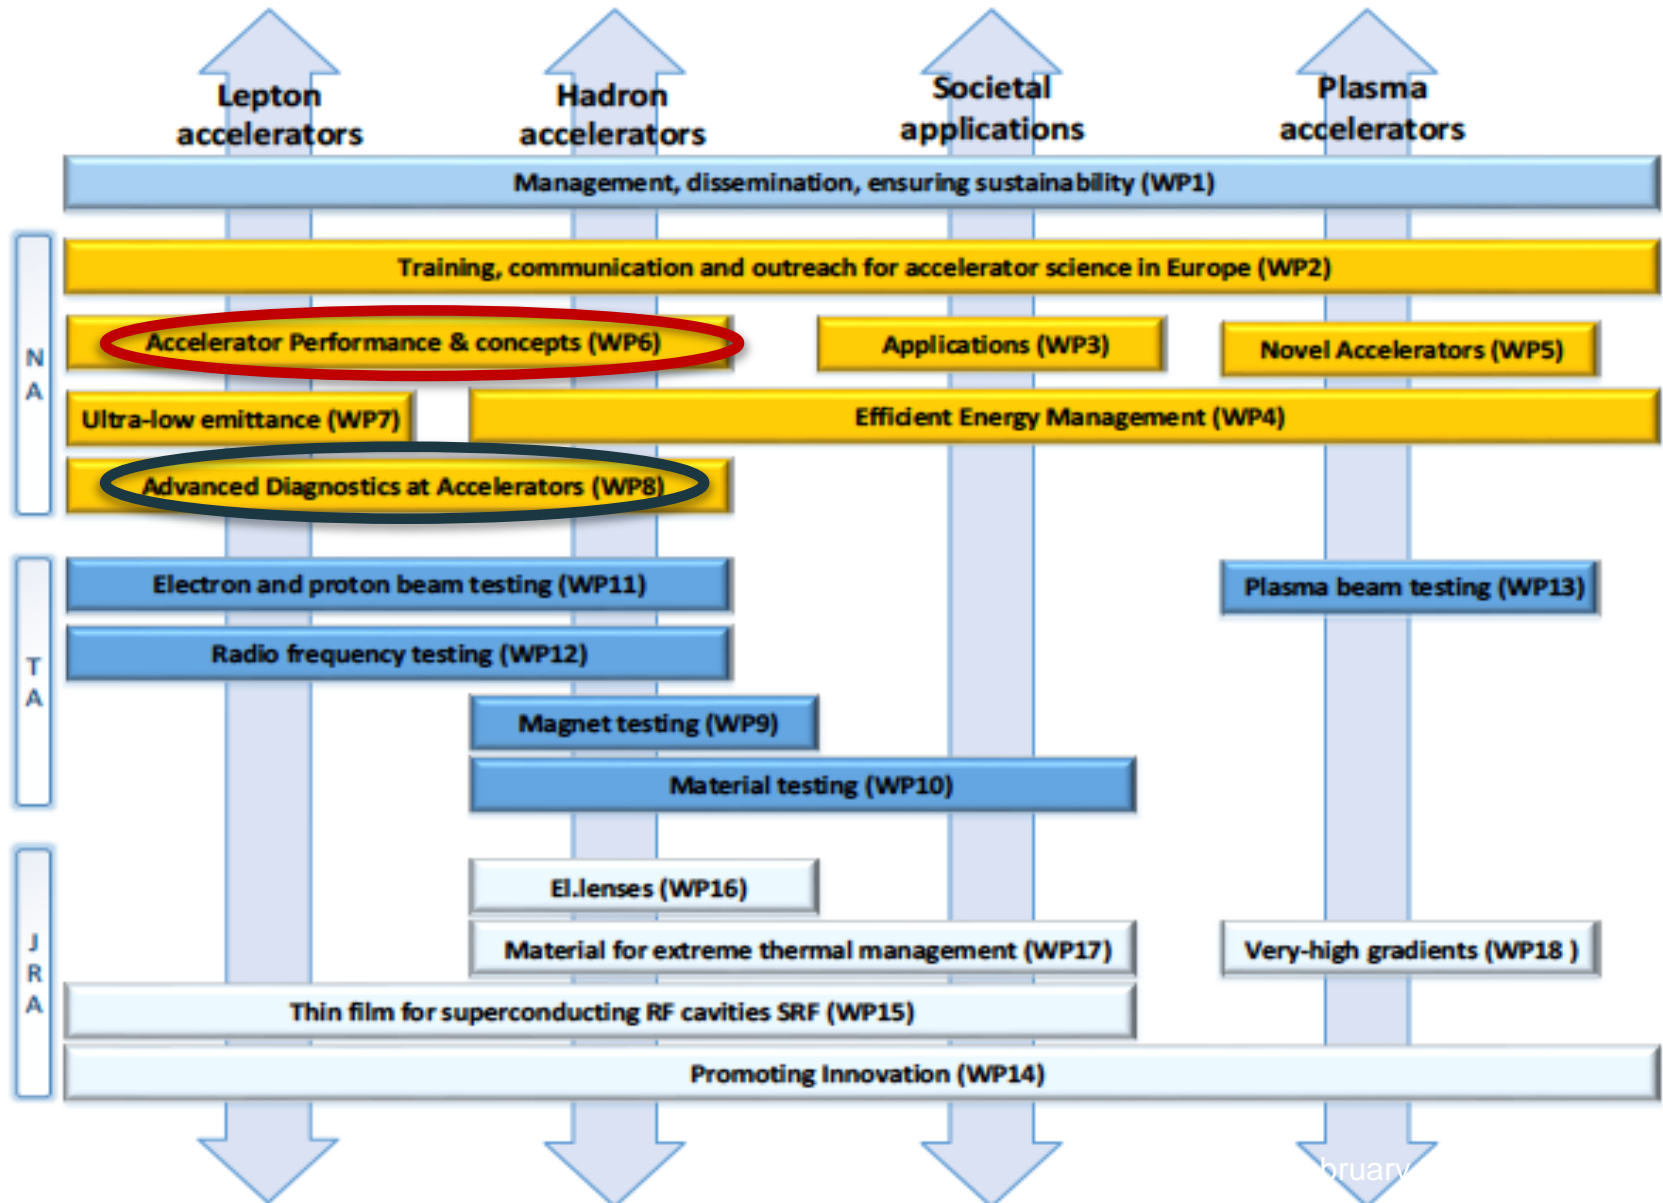 Lepton
accelerators
Hadron
accelerators
Societal
applications
Plasma
accelerators
Management, dissemination, ensuring sustainability (WP1)
N
A
Training, communication and outreach for accelerator science in Europe (WP2)
Accelerator Performance & concepts (WP6)
Applications (WP3)
Novel Accelerators (WP5)
Ultra-low emittance (WP7)
Efficient Energy Management (WP4)
Advanced Diagnostics at Accelerators (WP8)
T
A
Electron and proton beam testing (WP11)
Plasma beam testing (WP13)
Radio frequency testing (WP12)
Magnet testing (WP9)
Material testing (WP10)
J
R
A
El.lenses (WP16)
Material for extreme thermal management (WP17)
Very-high gradients (WP18 )
Thin film for superconducting RF cavities SRF (WP15)
Promoting Innovation (WP14)